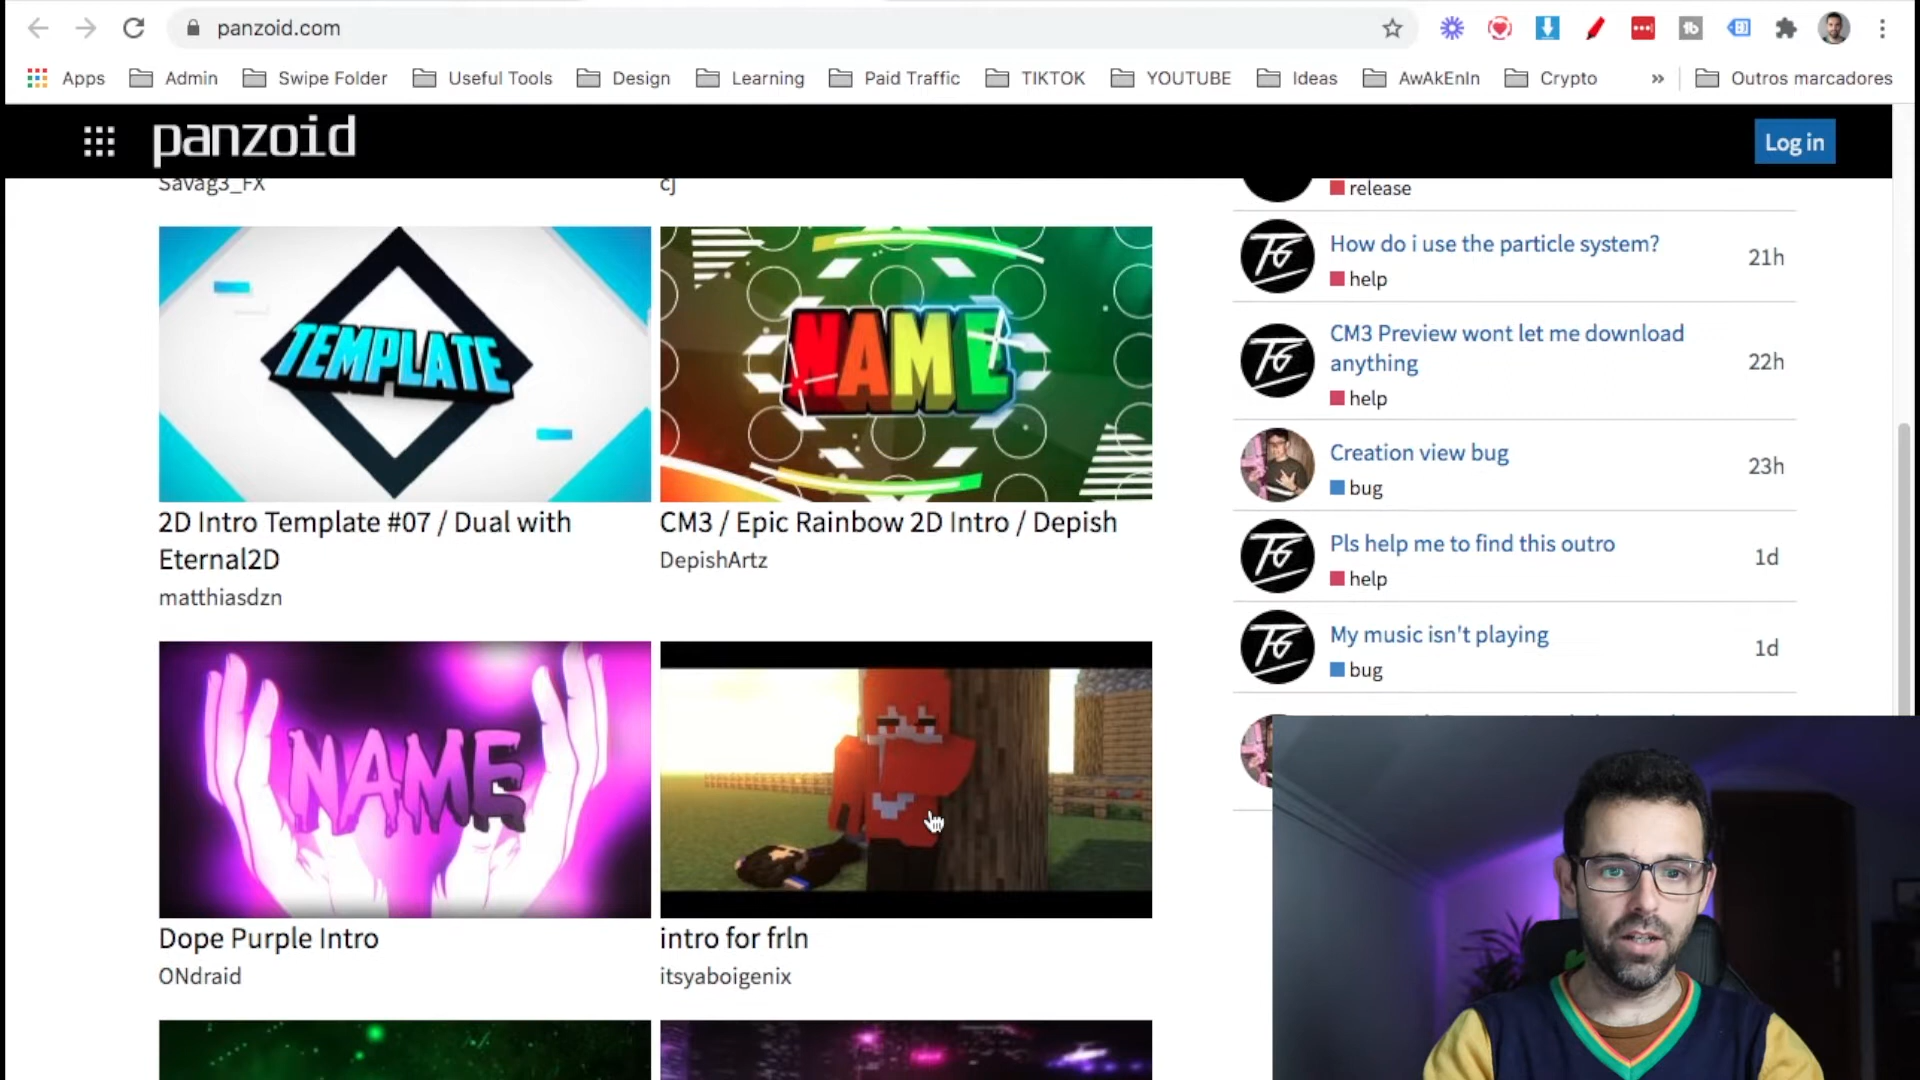 panzoid.com
Apps
Admin
Swipe Folder
Useful Tools
Design
Learning
Paid Traffic
TIKTOK
YOUTUBE
Ideas
AwAkEnIn
Crypto
»
Outros marcadores
panzoid
Log in
Savag3_FX
cj
release
TEMPLATE
NAME
2D Intro Template #07 / Dual with
Eternal2D
matthiasdzn
CM3 / Epic Rainbow 2D Intro / Depish
DepishArtz
How do i use the particle system?
help
21h
CM3 Preview wont let me download
anything
help
22h
Creation view bug
bug
23h
Pls help me to find this outro
help
1d
My music isn't playing
bug
1d
NAME
Dope Purple Intro
ONdraid
intro for frln
itsyaboigenix